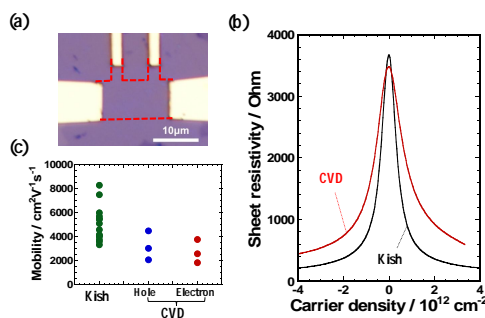 (a)
10μm
(b)
4000
3000
2000
1000
0
-4
-2
0
2
4
Sheet resistivity / Ohm
Carrier density / 10¹² cm⁻²
CVD
Kish
(c)
10000
8000
6000
4000
2000
0
Mobility / cm²V⁻¹s⁻¹
Kish
Hole
Electron
CVD